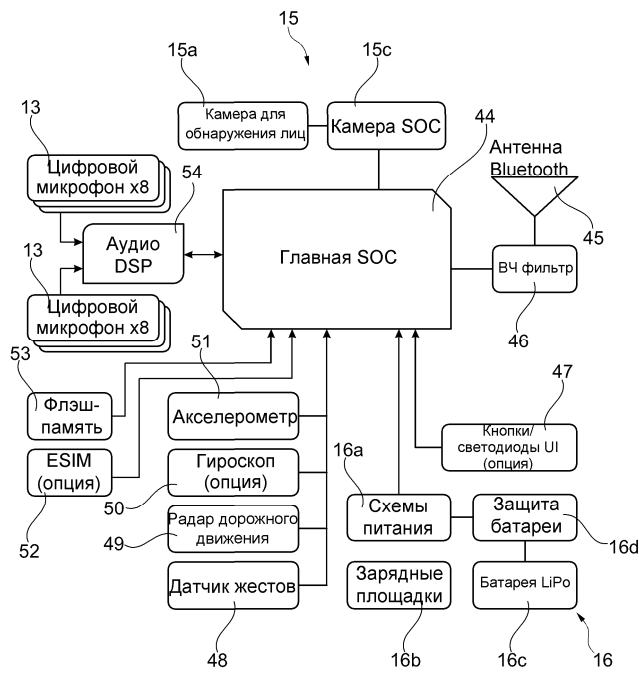 15
15a
15c
Камера для
обнаружения лиц
Камера SOC
44
13
Цифровой
микрофон x8
54
Антенна
Bluetooth
45
Аудио
DSP
Главная SOC
ВЧ фильтр
46
13
Цифровой
микрофон x8
53
Флэш-
память
51
Акселерометр
47
Кнопки/
светодиоды UI
(опция)
ESIM
(опция)
52
Гироскоп
(опция)
50
16a
Схемы
питания
Защита
батареи
16d
Радар дорожного
движения
49
Датчик жестов
48
Зарядные
площадки
16b
Батарея LiPo
16c
16